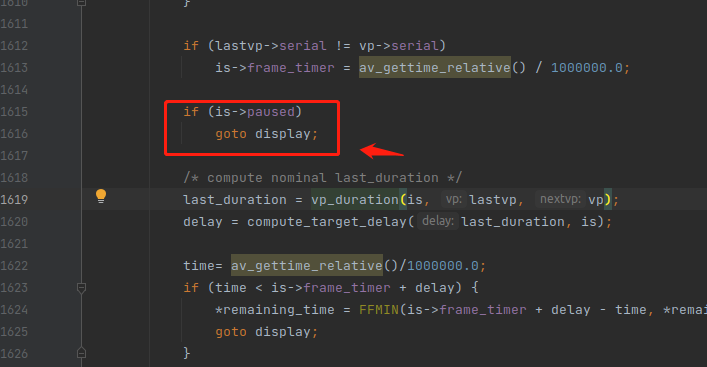 1610 }
1611
1612 if (lastvp->serial != vp->serial)
1613 is->frame_timer = av_gettime_relative() / 1000000.0;
1615 if (is->paused)
1616 goto display;
1617
1618 /* compute nominal last_duration */
1619 last_duration = vp_duration(is, vp: lastvp, nextvp: vp);
1620 delay = compute_target_delay( delay: last_duration, is);
1621
1622 time= av_gettime_relative()/1000000.0;
1623 if (time < is->frame_timer + delay) {
1624 *remaining_time = FFMIN(is->frame_timer + delay - time, *remai
1625 goto display;
1626 }